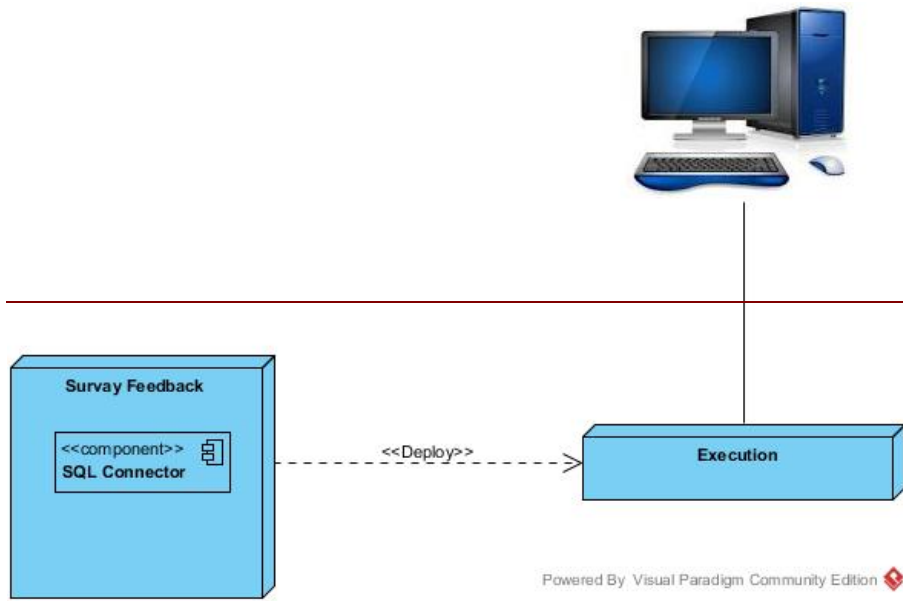 Survay Feedback
<<component>>
SQL Connector
<<Deploy>>
Execution
Powered By Visual Paradigm Community Edition